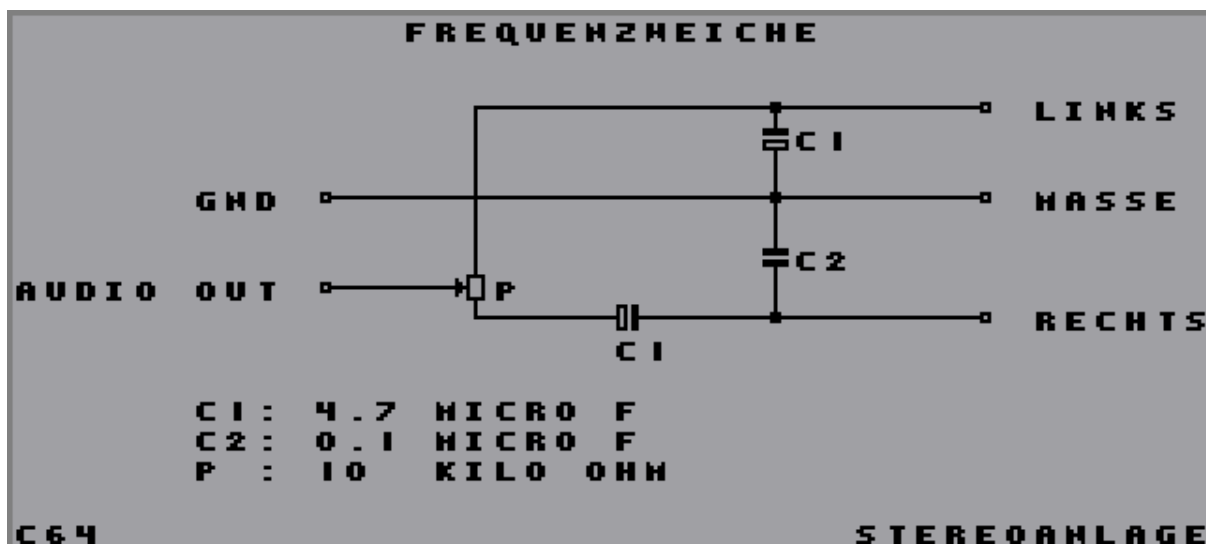 FREQUENZWEICHE
LINKS
C1
GND MASSE
C2
AUDIO OUT P
RECHTS
C1
C1: 4.7 MICRO F
C2: 0.1 MICRO F
P : 10 KILO OHM
C64 STEREOANLAGE